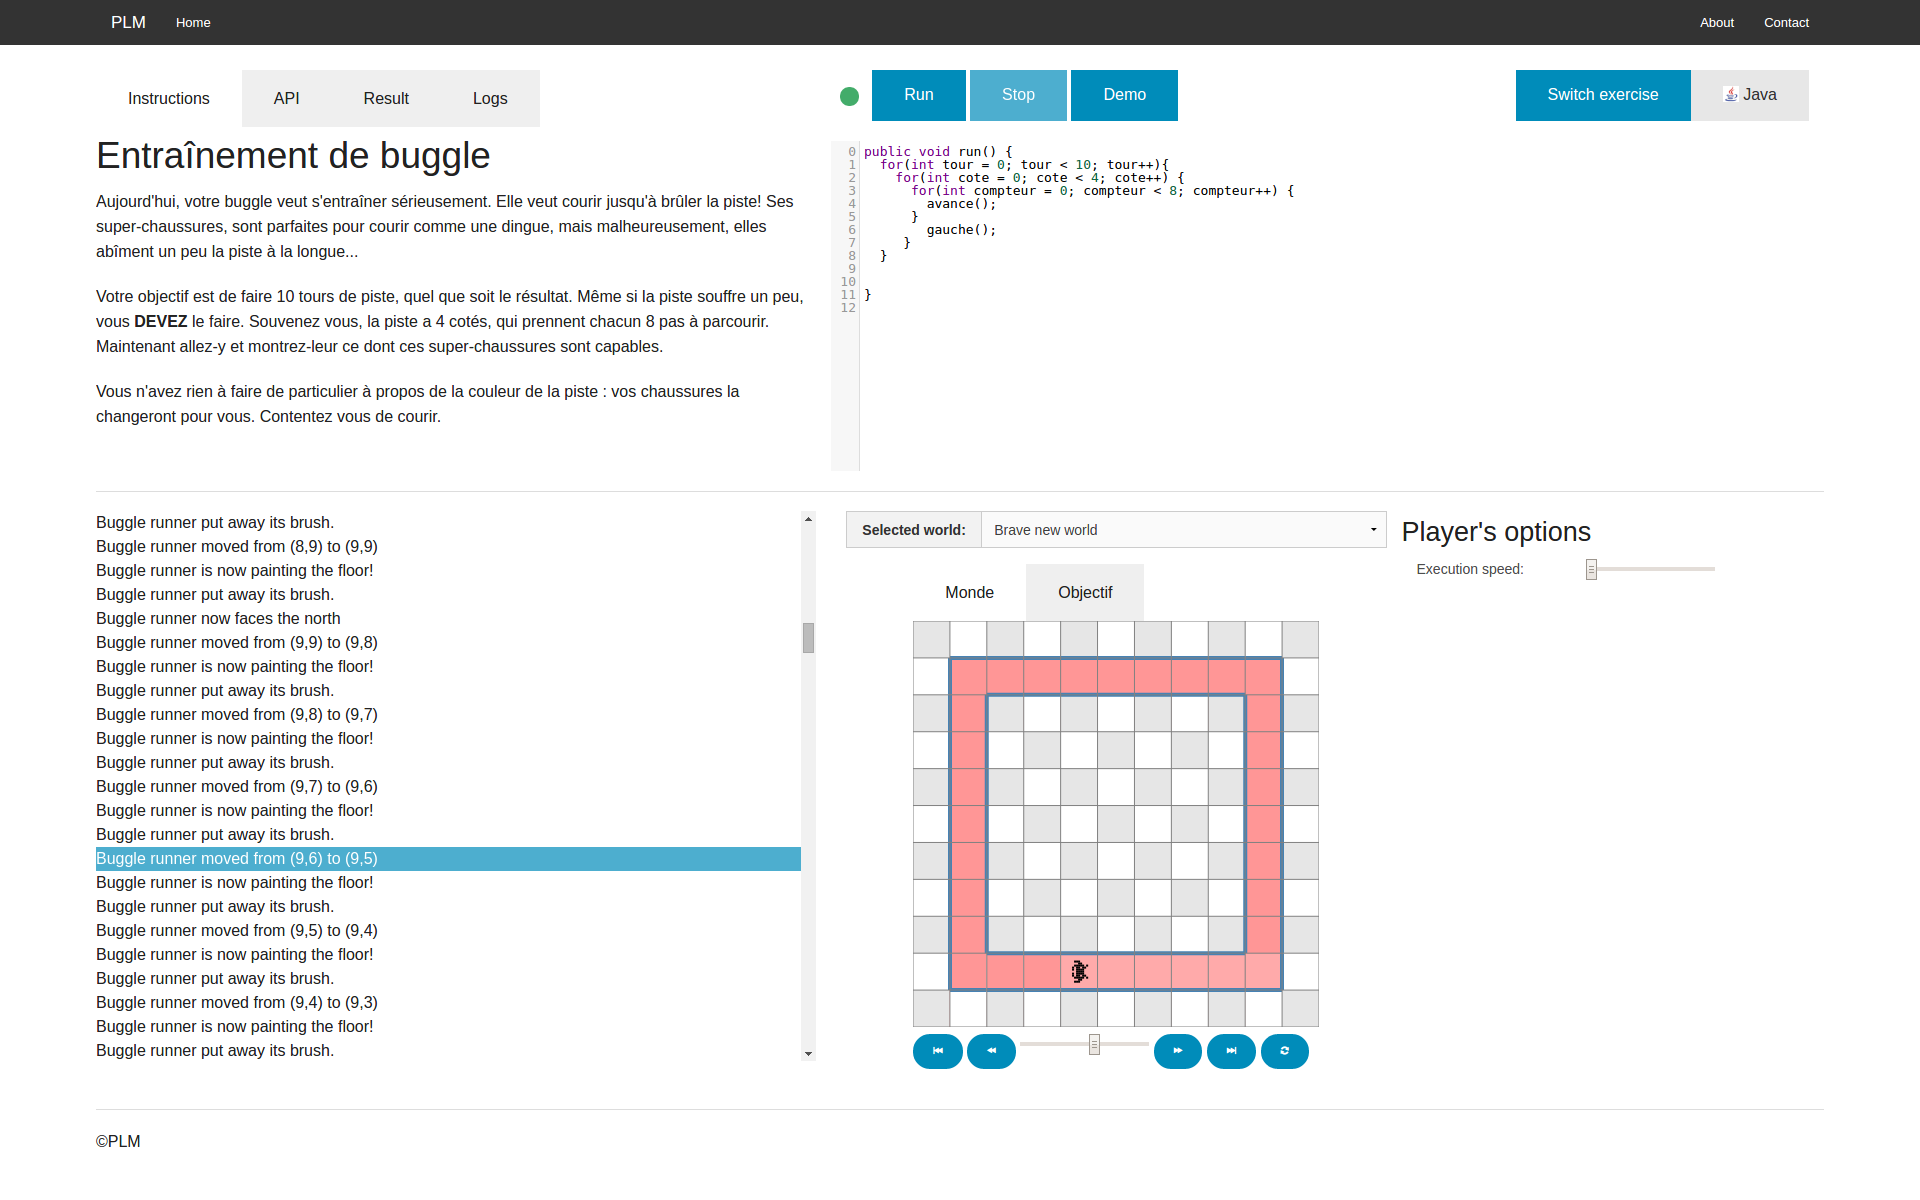 PLM Home About Contact
Instructions API Result Logs
Run Stop Demo
Switch exercise Java
Entraînement de buggle
Aujourd'hui, votre buggle veut s'entraîner sérieusement. Elle veut courir jusqu'à brûler la piste! Ses
super-chaussures, sont parfaites pour courir comme une dingue, mais malheureusement, elles
abîment un peu la piste à la longue...
Votre objectif est de faire 10 tours de piste, quel que soit le résultat. Même si la piste souffre un peu,
vous DEVEZ le faire. Souvenez vous, la piste a 4 cotés, qui prennent chacun 8 pas à parcourir.
Maintenant allez-y et montrez-leur ce dont ces super-chaussures sont capables.
Vous n'avez rien à faire de particulier à propos de la couleur de la piste : vos chaussures la
changeront pour vous. Contentez vous de courir.
0 public void run() {
1 for(int tour = 0; tour < 10; tour++){
2 for(int cote = 0; cote < 4; cote++) {
3 for(int compteur = 0; compteur < 8; compteur++) {
4 avance();
5 }
6 gauche();
7 }
8 }
9
10
11 }
12
Buggle runner put away its brush.
Buggle runner moved from (8,9) to (9,9)
Buggle runner is now painting the floor!
Buggle runner put away its brush.
Buggle runner now faces the north
Buggle runner moved from (9,9) to (9,8)
Buggle runner is now painting the floor!
Buggle runner put away its brush.
Buggle runner moved from (9,8) to (9,7)
Buggle runner is now painting the floor!
Buggle runner put away its brush.
Buggle runner moved from (9,7) to (9,6)
Buggle runner is now painting the floor!
Buggle runner put away its brush.
Buggle runner moved from (9,6) to (9,5)
Buggle runner is now painting the floor!
Buggle runner put away its brush.
Buggle runner moved from (9,5) to (9,4)
Buggle runner is now painting the floor!
Buggle runner put away its brush.
Buggle runner moved from (9,4) to (9,3)
Buggle runner is now painting the floor!
Buggle runner put away its brush.
Selected world: Brave new world
Monde Objectif
Player's options
Execution speed:
©PLM